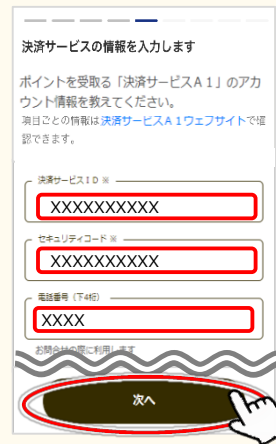 決済サービスの情報を入力します
ポイントを受取る「決済サービスA１」のアカ
ウント情報を教えてください。
項目ごとの情報は決済サービスA１ウェブサイトで確
認できます。
決済サービスID ※
XXXXXXXXXX
セキュリティコード ※
XXXXXXXXXX
電話番号（下4桁）
XXXX
お問合せの際に利用します
次へ